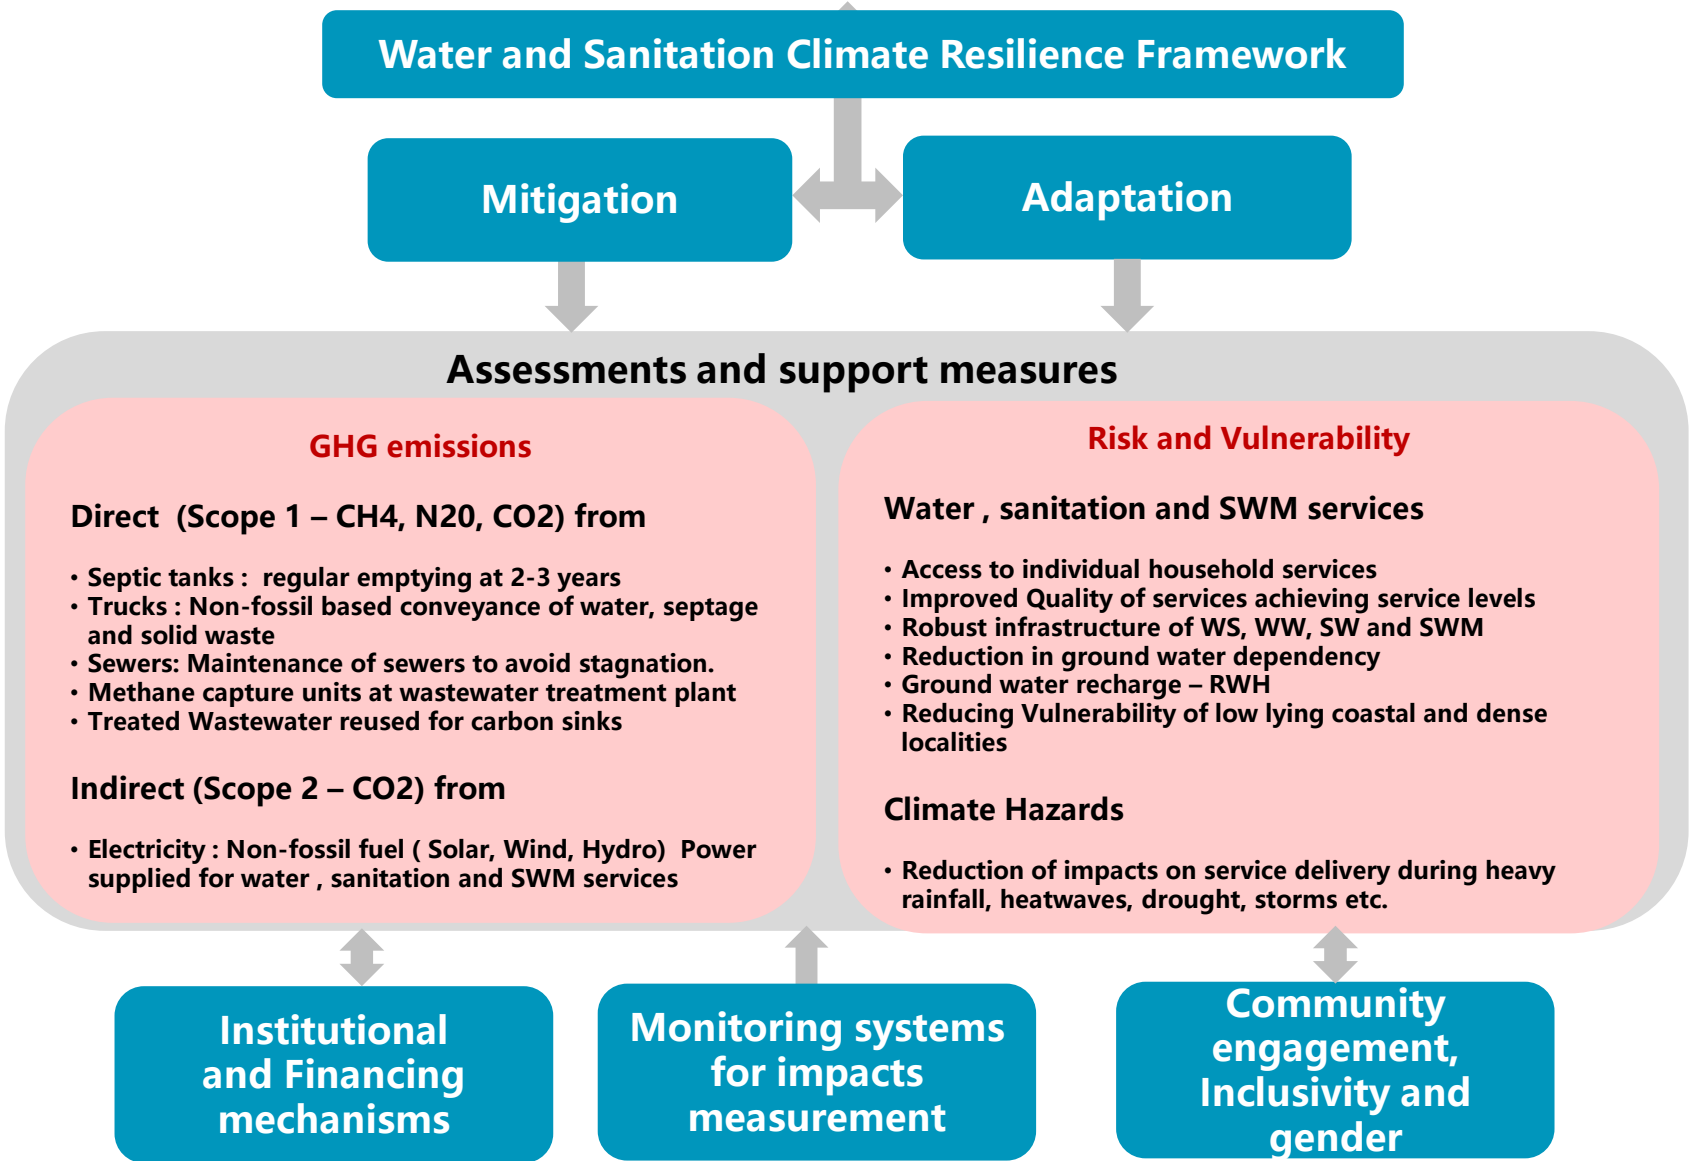 Water and Sanitation Climate Resilience Framework
Mitigation
Adaptation
Assessments and support measures
GHG emissions
Direct (Scope 1 – CH4, N20, CO2) from
• Septic tanks : regular emptying at 2-3 years
• Trucks : Non-fossil based conveyance of water, septage
and solid waste
• Sewers: Maintenance of sewers to avoid stagnation.
• Methane capture units at wastewater treatment plant
• Treated Wastewater reused for carbon sinks
Indirect (Scope 2 – CO2) from
• Electricity : Non-fossil fuel ( Solar, Wind, Hydro) Power
supplied for water , sanitation and SWM services
Risk and Vulnerability
Water , sanitation and SWM services
• Access to individual household services
• Improved Quality of services achieving service levels
• Robust infrastructure of WS, WW, SW and SWM
• Reduction in ground water dependency
• Ground water recharge – RWH
• Reducing Vulnerability of low lying coastal and dense
localities
Climate Hazards
• Reduction of impacts on service delivery during heavy
rainfall, heatwaves, drought, storms etc.
Institutional
and Financing
mechanisms
Monitoring systems
for impacts
measurement
Community
engagement,
Inclusivity and
gender